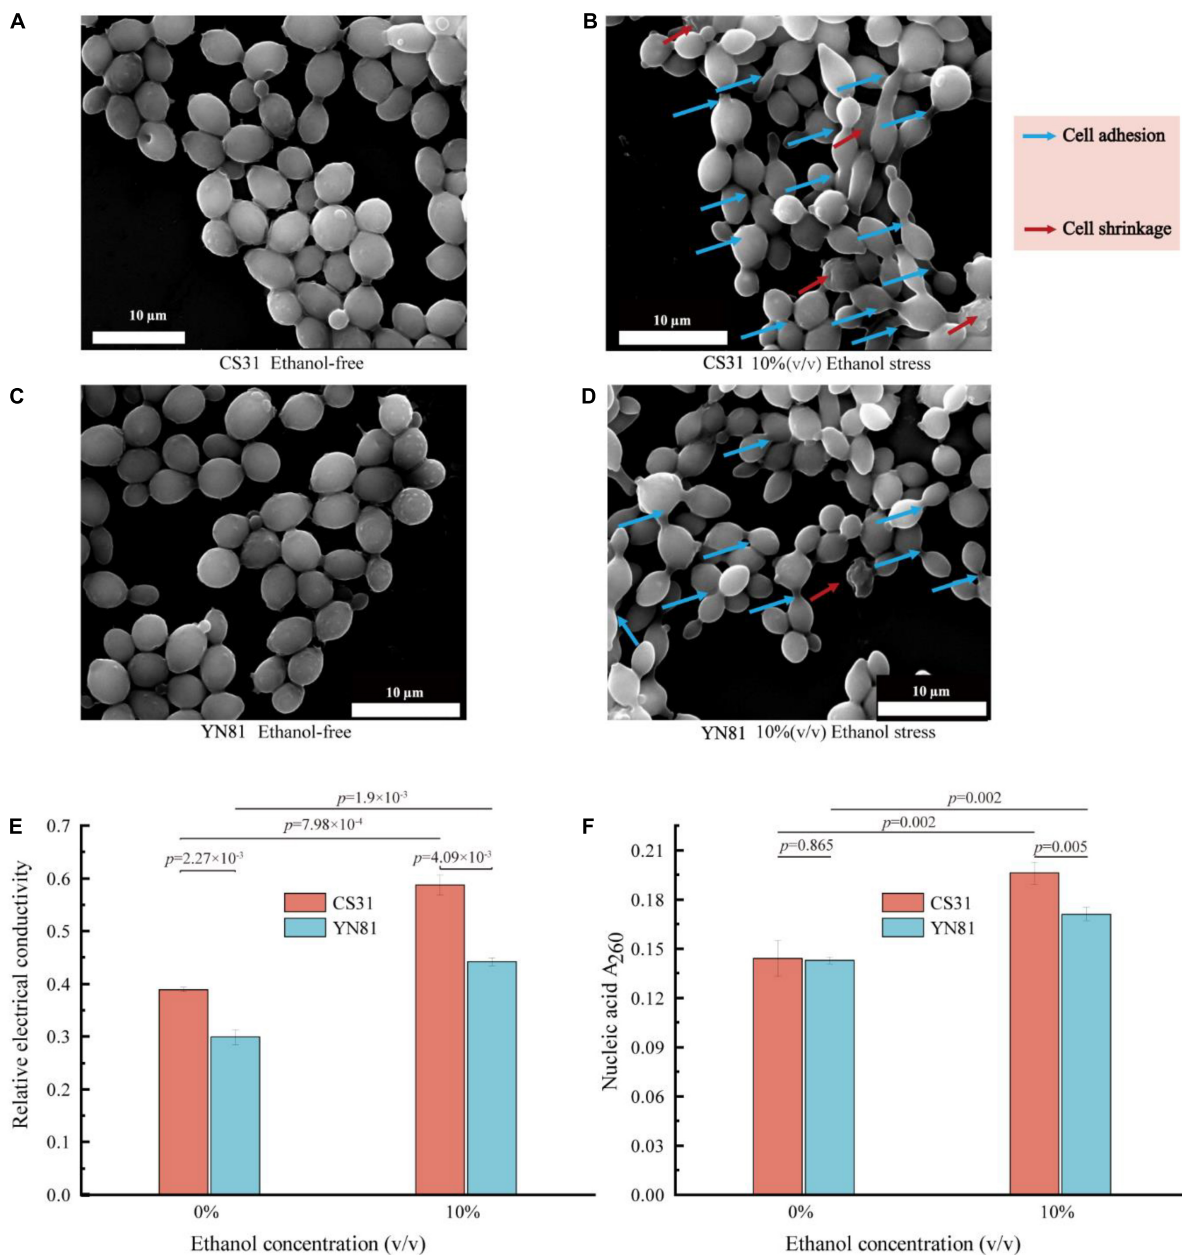 A
10 µm
CS31 Ethanol-free
B
10 µm
CS31 10%(v/v) Ethanol stress
Cell adhesion
Cell shrinkage
C
10 µm
YN81 Ethanol-free
D
10 µm
YN81 10%(v/v) Ethanol stress
E
p=1.9×10⁻³
p=7.98×10⁻⁴
p=2.27×10⁻³
p=4.09×10⁻³
CS31
YN81
Relative electrical conductivity
0.7
0.6
0.5
0.4
0.3
0.2
0.1
0.0
0%
10%
Ethanol concentration (v/v)
F
p=0.002
p=0.002
p=0.865
p=0.005
CS31
YN81
Nucleic acid A260
0.21
0.18
0.15
0.12
0.09
0.06
0.03
0.00
0%
10%
Ethanol concentration (v/v)